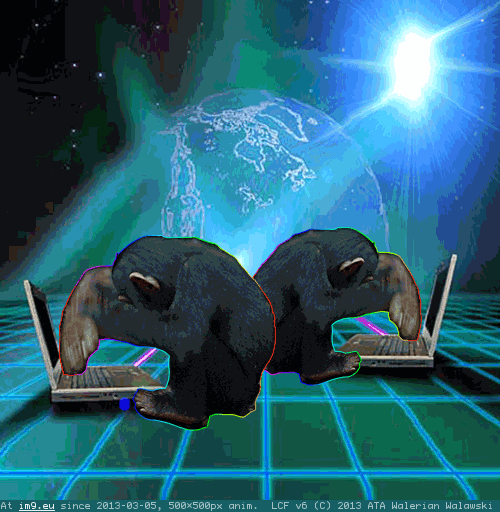 At im9.eu since 2013-03-05, 500×500px anim. LCF v6 (C) 2013 ATA Walerian Walawski